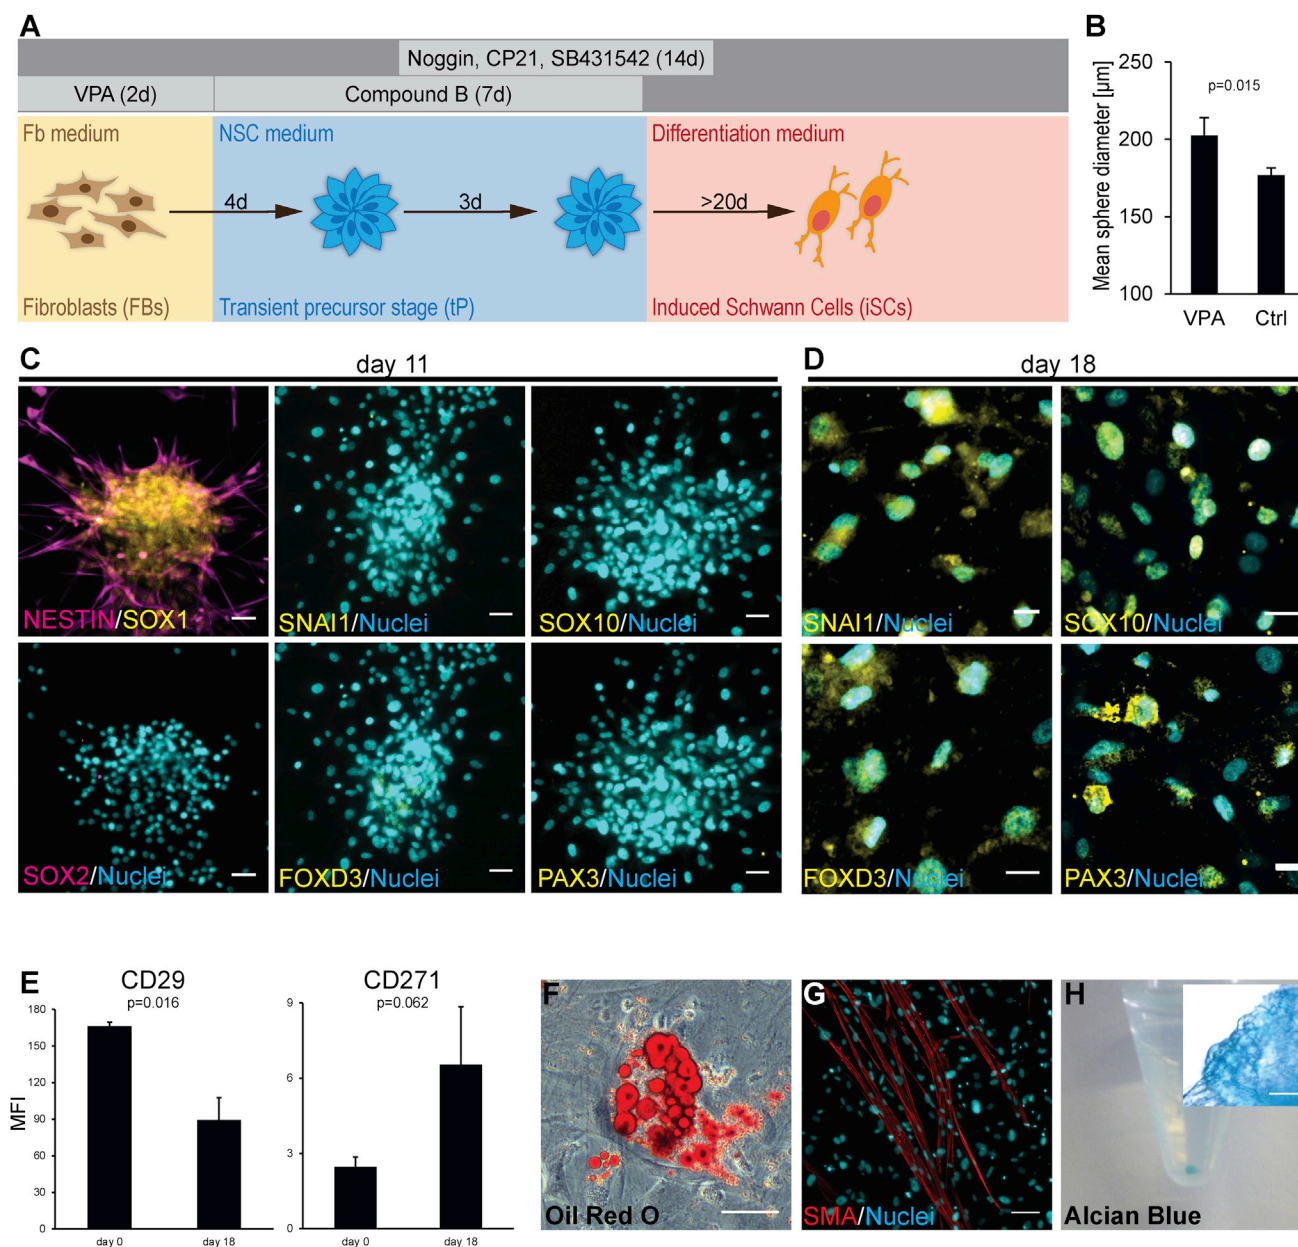 A
Noggin, CP21, SB431542 (14d)
VPA (2d)
Compound B (7d)
Fb medium
NSC medium
Differentiation medium
4d
3d
>20d
Fibroblasts (FBs)
Transient precursor stage (tP)
Induced Schwann Cells (iSCs)
B
Mean sphere diameter [µm]
250
200
150
100
p=0.015
VPA
Ctrl
C
day 11
NESTIN/SOX1
SNAI1/Nuclei
SOX10/Nuclei
SOX2/Nuclei
FOXD3/Nuclei
PAX3/Nuclei
D
day 18
SNAI1/Nuclei
SOX10/Nuclei
FOXD3/Nuclei
PAX3/Nuclei
E
CD29
p=0.016
MFI
180
150
120
90
60
30
0
day 0
day 18
CD271
p=0.062
9
6
3
0
day 0
day 18
F
Oil Red O
G
SMA/Nuclei
H
Alcian Blue